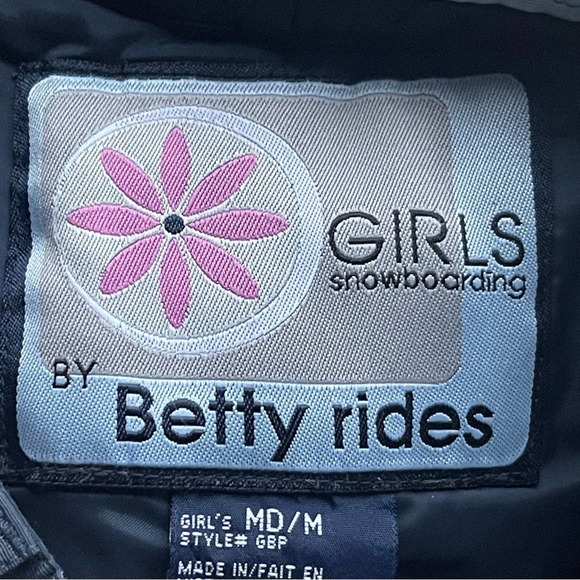 GIRLS
snowboarding
BY
Betty rides
GIRL'S MD/M
STYLE# GBP
MADE IN/FAIT EN